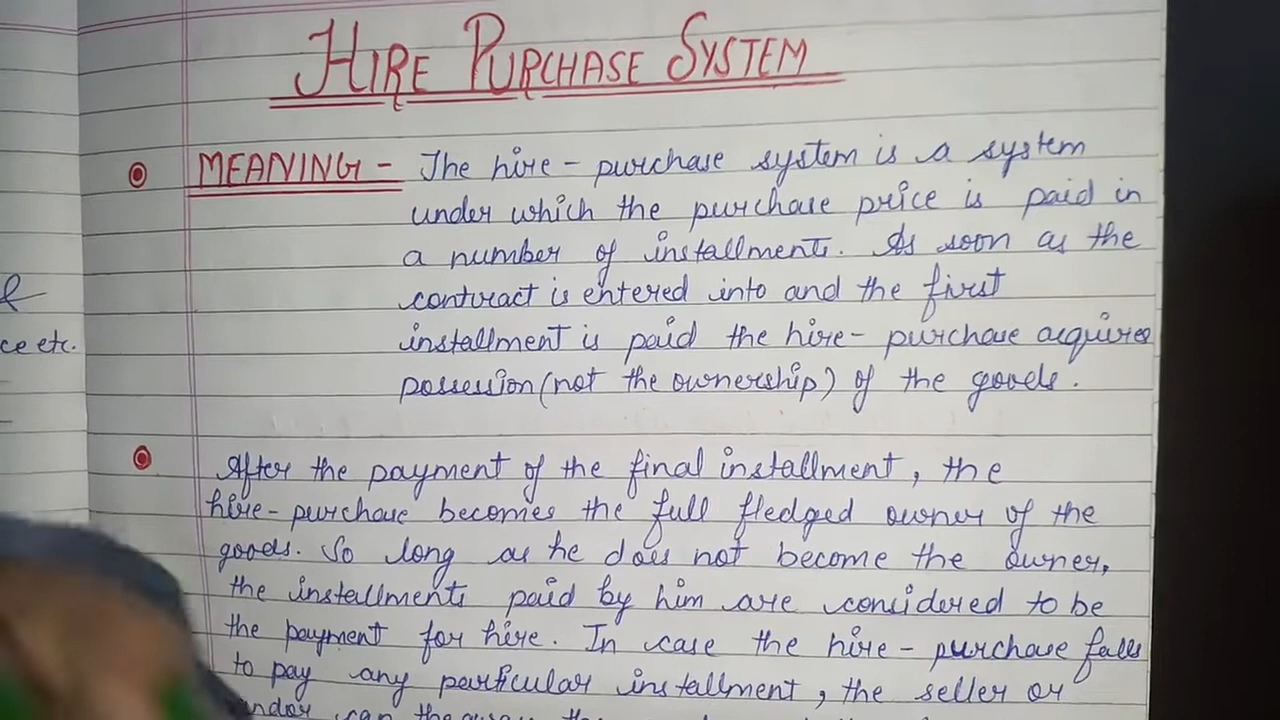 HIRE PURCHASE SYSTEM
MEANING - The hire - purchase system is a system
under which the purchase price is paid in
a number of installments. As soon as the
contract is entered into and the first
installment is paid the hire - purchase acquires
possession (not the ownership) of the goods.
After the payment of the final installment, the
hire - purchase becomes the full fledged owner of the
goods. So long as he does not become the owner,
the installments paid by him are considered to be
the payment for hire. In case the hire - purchase falls
to pay any particular installment, the seller or
can
ce etc.